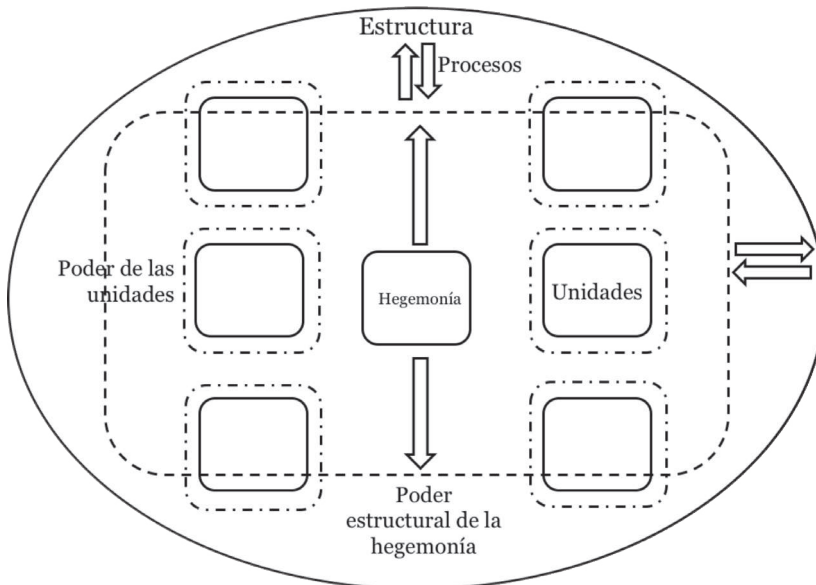 Estructura
Procesos
Poder de las
unidades
Hegemonía
Unidades
Poder
estructural de la
hegemonía